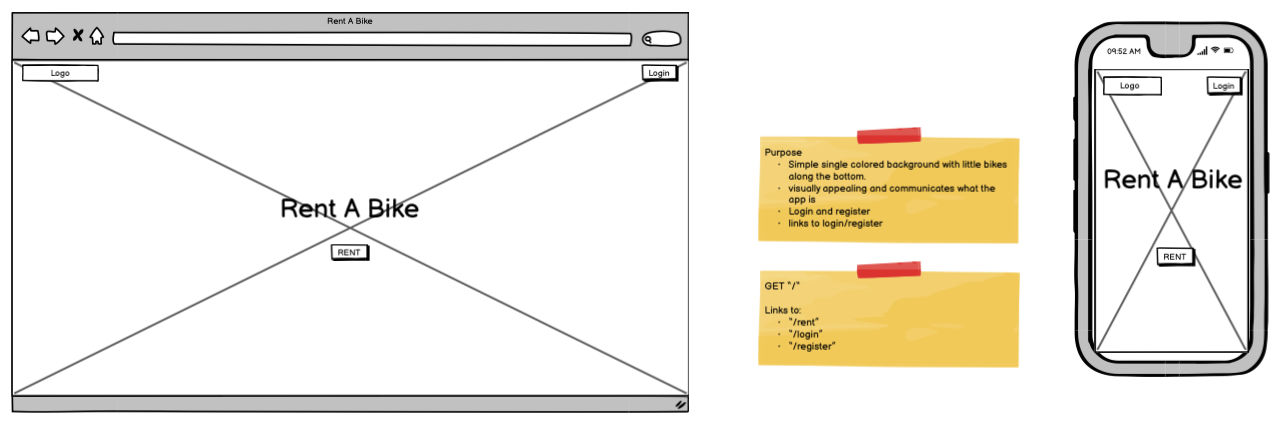 Rent A Bike
Logo
Login
Rent A Bike
RENT
Purpose
· Simple single colored background with little bikes
along the bottom.
· visually appealing and communicates what the
app is
· Login and register
· links to login/register
GET "/"
Links to:
· "/rent"
· "/login"
· "/register"
09:52 AM
Logo
Login
Rent A Bike
RENT